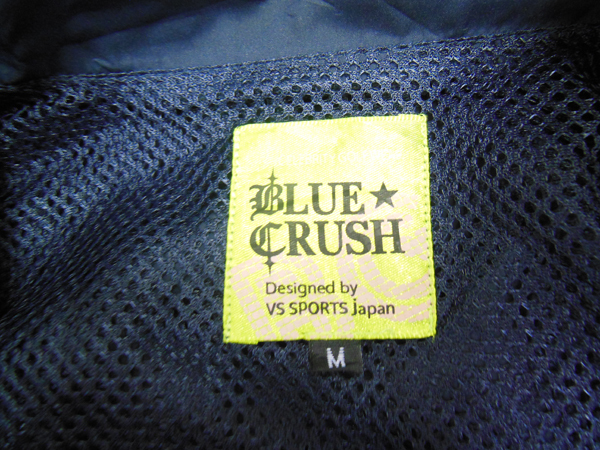 BLUE★
CRUSH
Designed by
VS SPORTS Japan
M